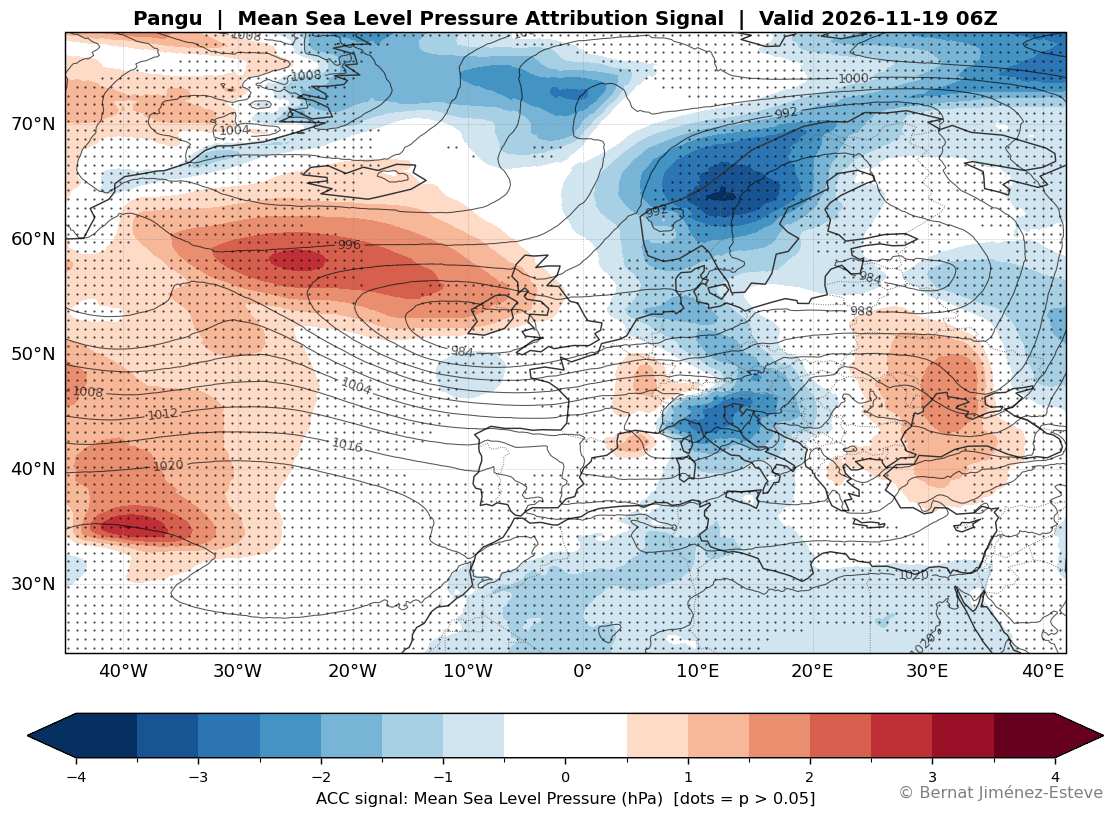 Pangu | Mean Sea Level Pressure Attribution Signal | Valid 2026-11-19 06Z
1008
1008
1000
1004
992
70°N
992
60°N
996
984
988
50°N
984
1008
1004
1012
1016
40°N
1020
30°N
1020
1020
40°W 30°W 20°W 10°W 0° 10°E 20°E 30°E 40°E
−4 −3 −2 −1 0 1 2 3 4
ACC signal: Mean Sea Level Pressure (hPa) [dots = p > 0.05]
© Bernat Jiménez-Esteve